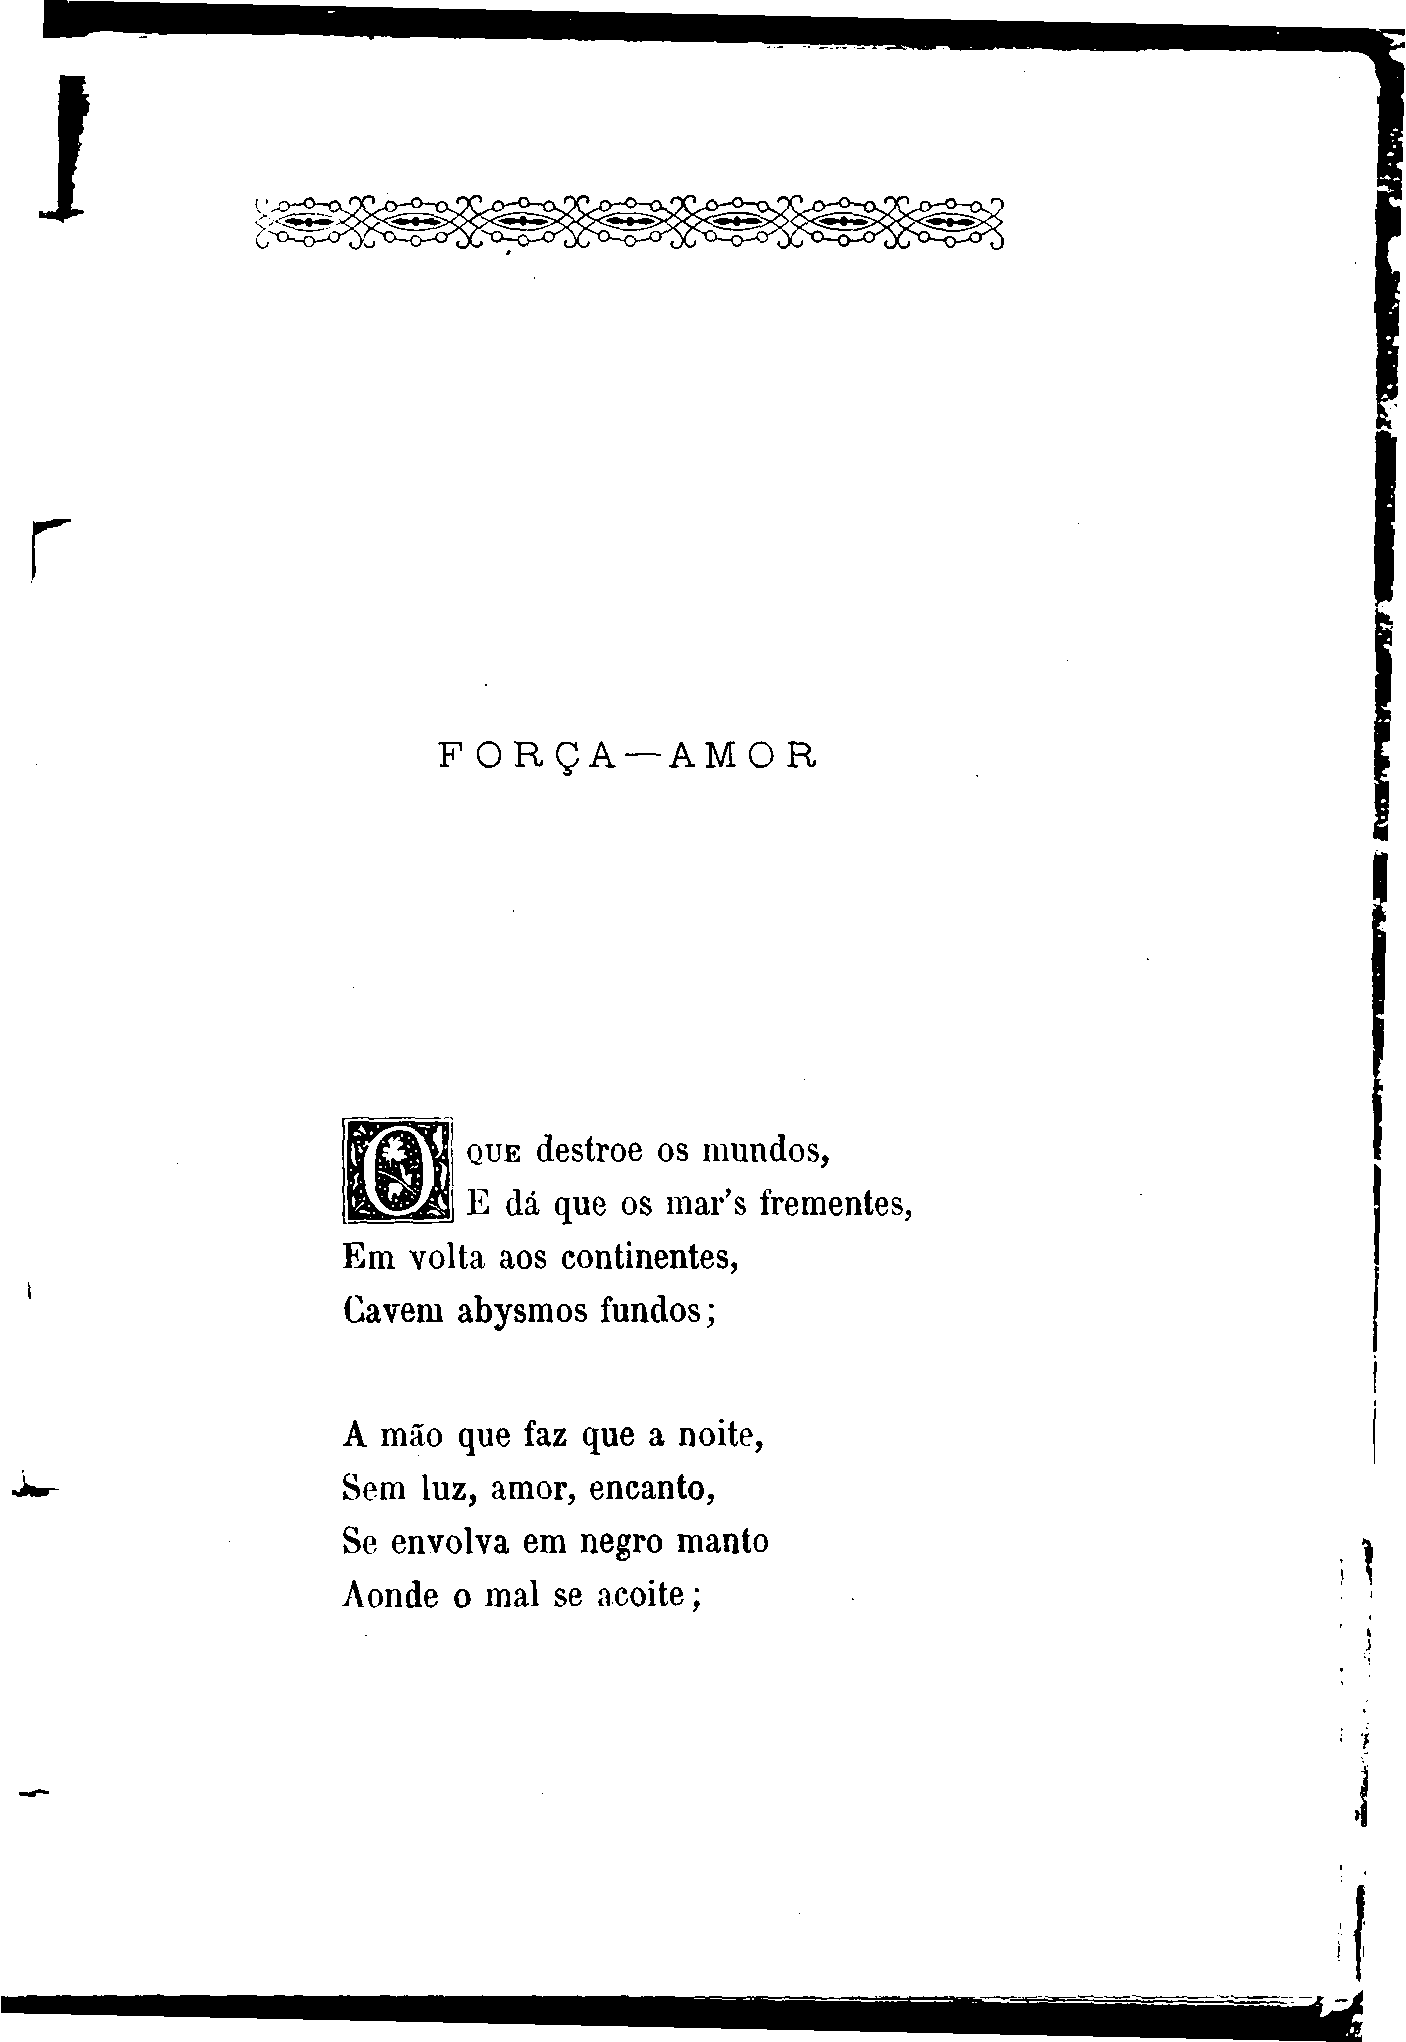 FORÇA—AMOR
O QUE destroe os mundos,
E dá que os mar's frementes,
Em volta aos continentes,
Cavem abysmos fundos;
A mão que faz que a noite,
Sem luz, amor, encanto,
Se envolva em negro manto
Aonde o mal se acoite;